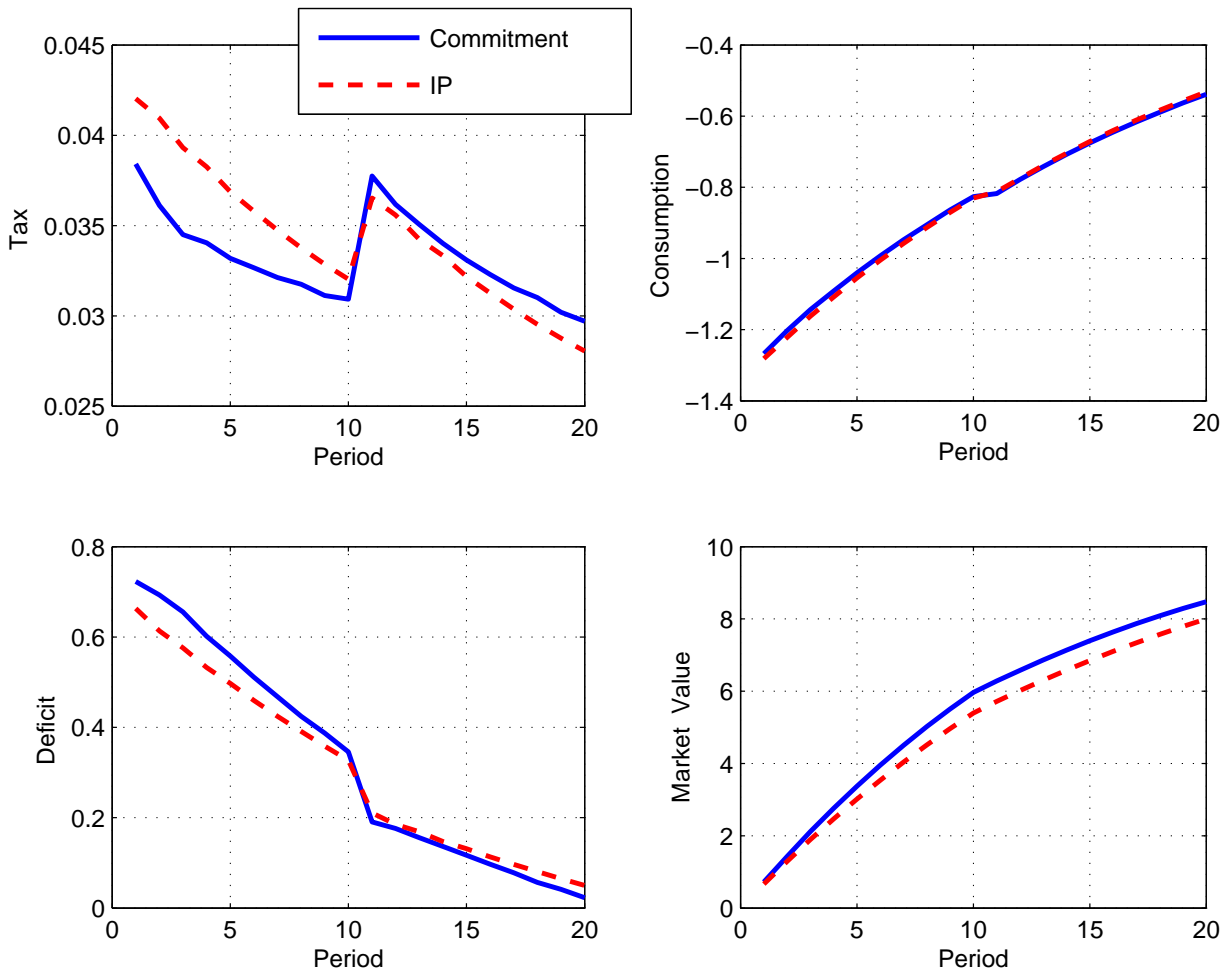 Commitment
IP
0.045
0.04
0.035
0.03
0.025
Tax
0 5 10 15 20
Period
−0.4
−0.6
−0.8
−1
−1.2
−1.4
Consumption
0 5 10 15 20
Period
0.8
0.6
0.4
0.2
0
Deficit
0 5 10 15 20
Period
10
8
6
4
2
0
Market Value
0 5 10 15 20
Period